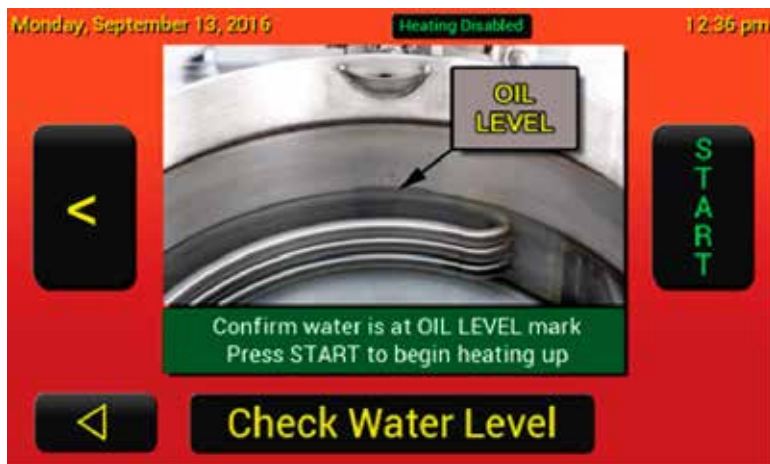 Monday, September 13, 2016
Heating Disabled
12:36 pm
OIL
LEVEL
<
START
Confirm water is at OIL LEVEL mark
Press START to begin heating up
Check Water Level